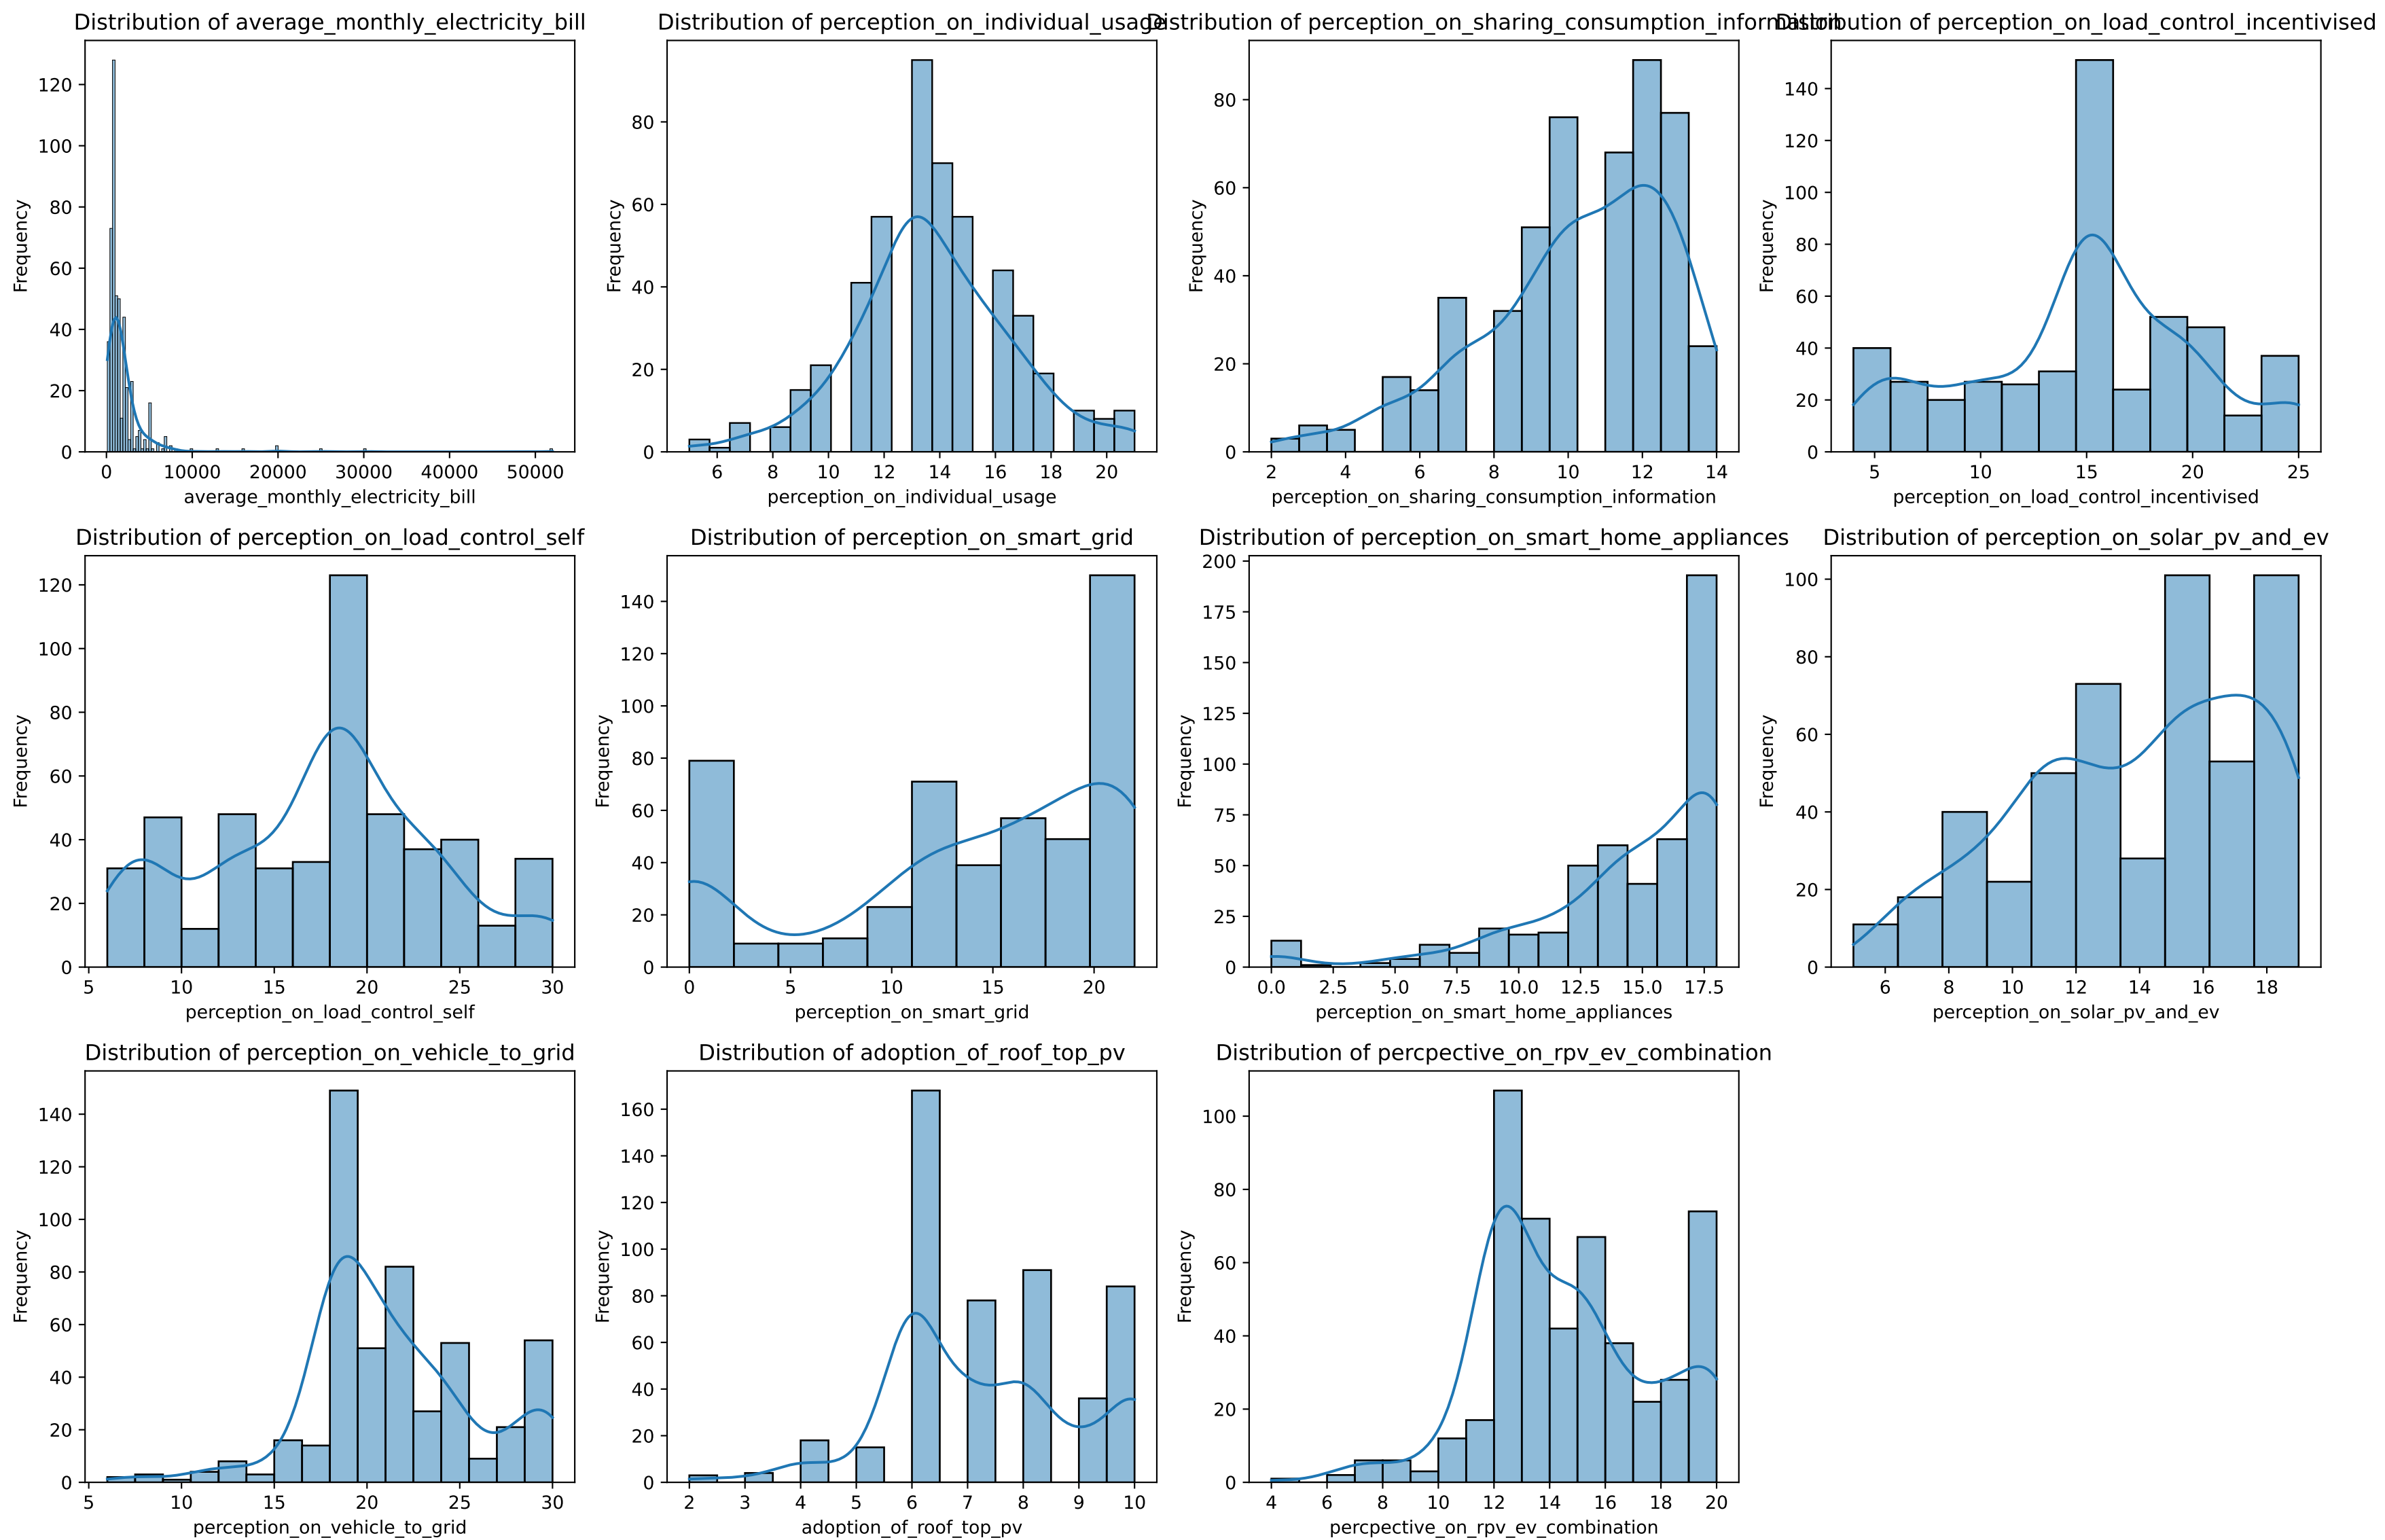 Distribution of average_monthly_electricity_bill
Frequency
120
100
80
60
40
20
0
0 10000 20000 30000 40000 50000
average_monthly_electricity_bill
Distribution of perception_on_individual_usage
Frequency
80
60
40
20
0
6 8 10 12 14 16 18 20
perception_on_individual_usage
Distribution of perception_on_sharing_consumption_information
Frequency
80
60
40
20
0
2 4 6 8 10 12 14
perception_on_sharing_consumption_information
Distribution of perception_on_load_control_incentivised
Frequency
140
120
100
80
60
40
20
0
5 10 15 20 25
perception_on_load_control_incentivised
Distribution of perception_on_load_control_self
Frequency
120
100
80
60
40
20
0
5 10 15 20 25 30
perception_on_load_control_self
Distribution of perception_on_smart_grid
Frequency
140
120
100
80
60
40
20
0
0 5 10 15 20
perception_on_smart_grid
Distribution of perception_on_smart_home_appliances
Frequency
200
175
150
125
100
75
50
25
0
0.0 2.5 5.0 7.5 10.0 12.5 15.0 17.5
perception_on_smart_home_appliances
Distribution of perception_on_solar_pv_and_ev
Frequency
100
80
60
40
20
0
6 8 10 12 14 16 18
perception_on_solar_pv_and_ev
Distribution of perception_on_vehicle_to_grid
Frequency
140
120
100
80
60
40
20
0
5 10 15 20 25 30
perception_on_vehicle_to_grid
Distribution of adoption_of_roof_top_pv
Frequency
160
140
120
100
80
60
40
20
0
2 3 4 5 6 7 8 9 10
adoption_of_roof_top_pv
Distribution of percpective_on_rpv_ev_combination
Frequency
100
80
60
40
20
0
4 6 8 10 12 14 16 18 20
percpective_on_rpv_ev_combination